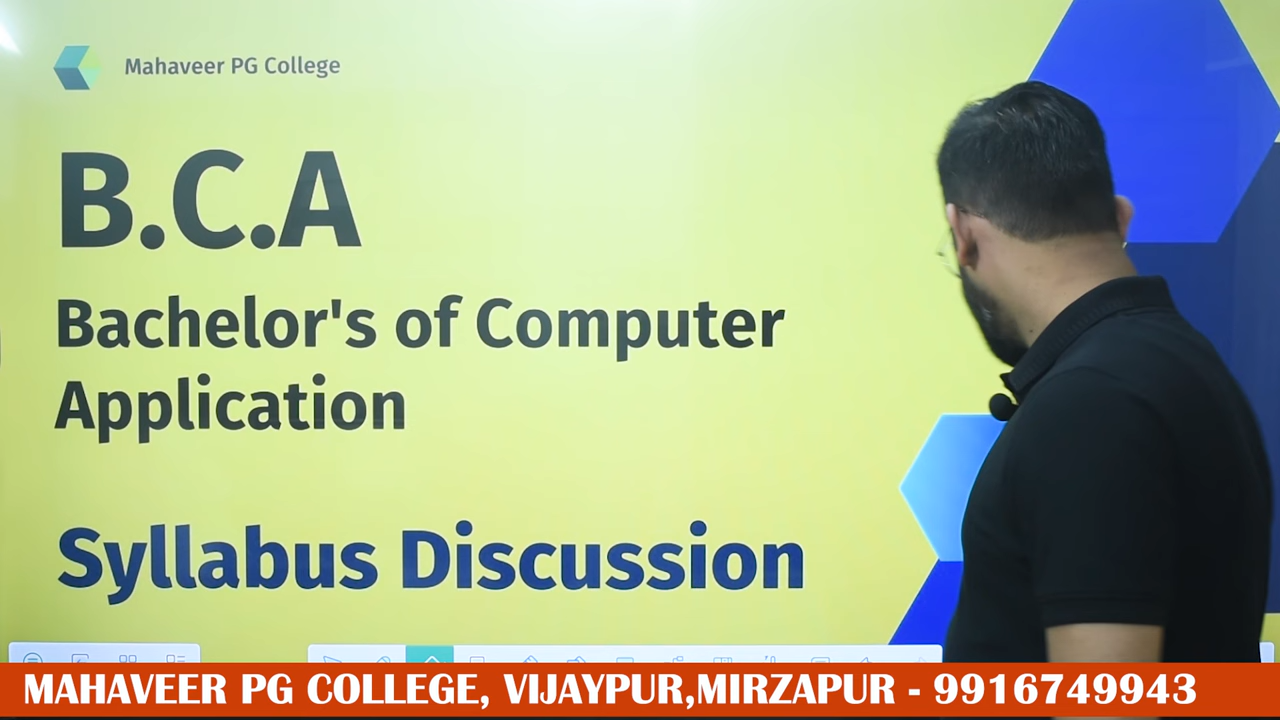 Mahaveer PG College
B.C.A
Bachelor's of Computer
Application
Syllabus Discussion
MAHAVEER PG COLLEGE, VIJAYPUR,MIRZAPUR - 9916749943